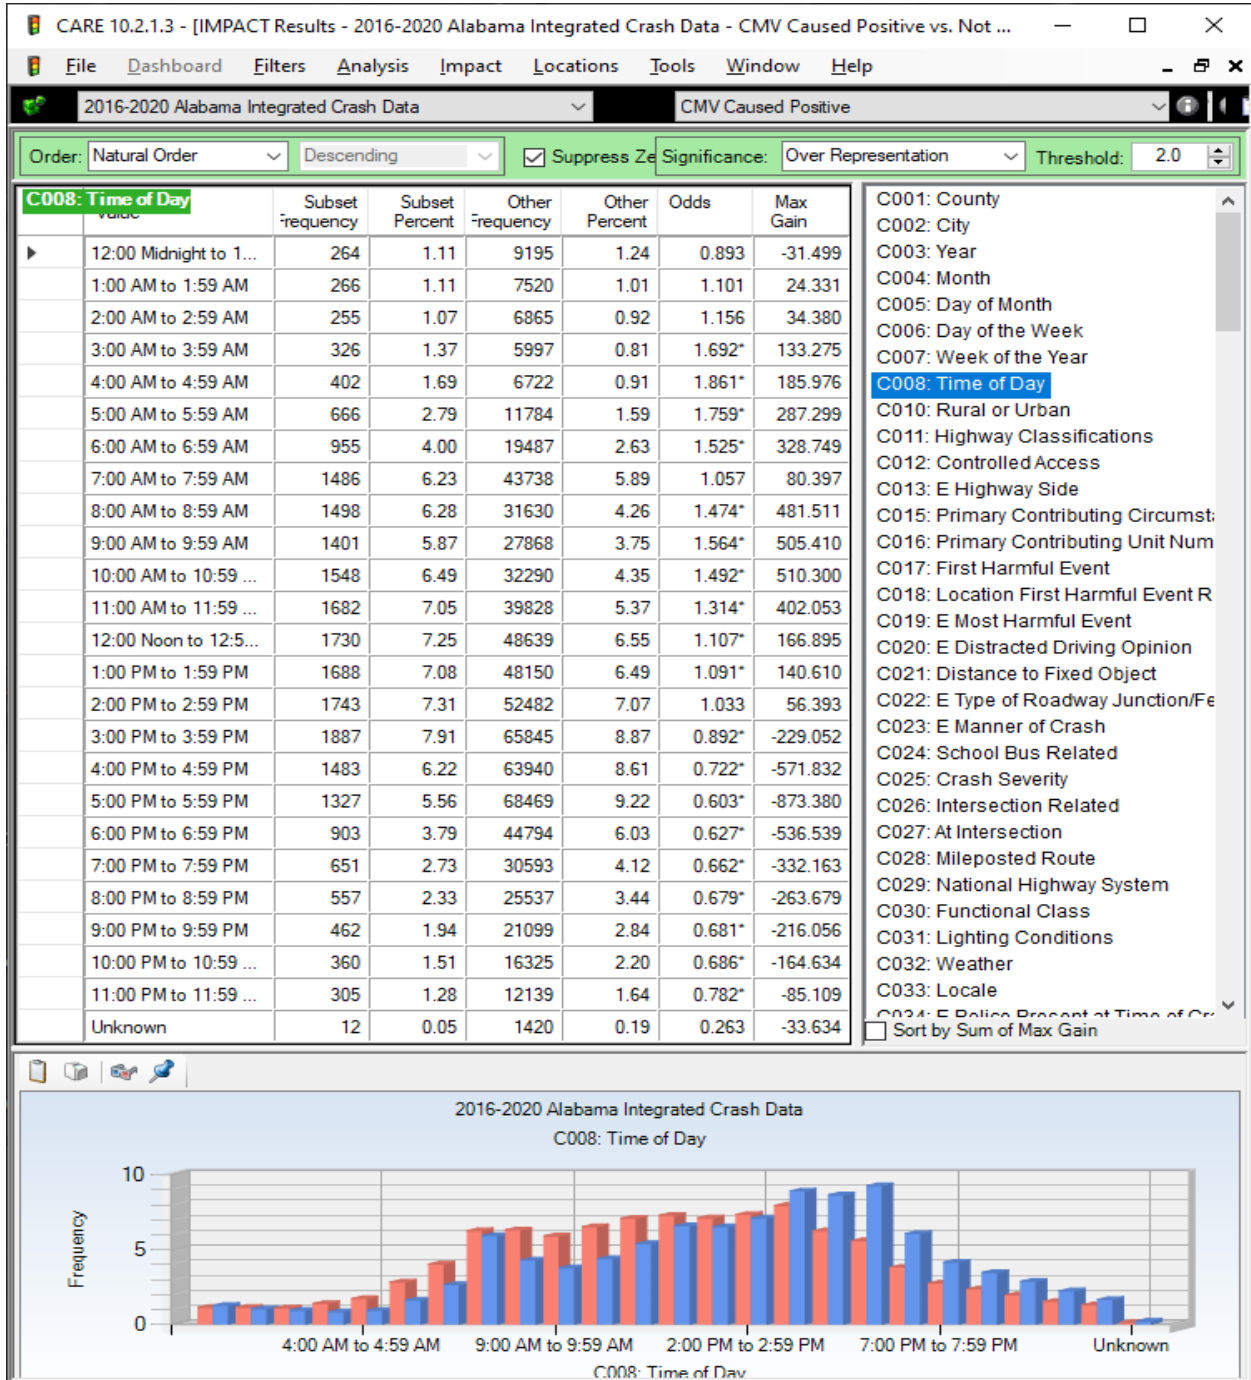 CARE 10.2.1.3 - [IMPACT Results - 2016-2020 Alabama Integrated Crash Data - CMV Caused Positive vs. Not ...
File Dashboard Filters Analysis Impact Locations Tools Window Help
2016-2020 Alabama Integrated Crash Data CMV Caused Positive
Order: Natural Order Descending Suppress Ze Significance: Over Representation Threshold: 2.0
C008: Time of Day
Value Subset Frequency Subset Percent Other Frequency Other Percent Odds Max Gain
12:00 Midnight to 1... 264 1.11 9195 1.24 0.893 -31.499
1:00 AM to 1:59 AM 266 1.11 7520 1.01 1.101 24.331
2:00 AM to 2:59 AM 255 1.07 6865 0.92 1.156 34.380
3:00 AM to 3:59 AM 326 1.37 5997 0.81 1.692* 133.275
4:00 AM to 4:59 AM 402 1.69 6722 0.91 1.861* 185.976
5:00 AM to 5:59 AM 666 2.79 11784 1.59 1.759* 287.299
6:00 AM to 6:59 AM 955 4.00 19487 2.63 1.525* 328.749
7:00 AM to 7:59 AM 1486 6.23 43738 5.89 1.057 80.397
8:00 AM to 8:59 AM 1498 6.28 31630 4.26 1.474* 481.511
9:00 AM to 9:59 AM 1401 5.87 27868 3.75 1.564* 505.410
10:00 AM to 10:59 ... 1548 6.49 32290 4.35 1.492* 510.300
11:00 AM to 11:59 ... 1682 7.05 39828 5.37 1.314* 402.053
12:00 Noon to 12:5... 1730 7.25 48639 6.55 1.107* 166.895
1:00 PM to 1:59 PM 1688 7.08 48150 6.49 1.091* 140.610
2:00 PM to 2:59 PM 1743 7.31 52482 7.07 1.033 56.393
3:00 PM to 3:59 PM 1887 7.91 65845 8.87 0.892* -229.052
4:00 PM to 4:59 PM 1483 6.22 63940 8.61 0.722* -571.832
5:00 PM to 5:59 PM 1327 5.56 68469 9.22 0.603* -873.380
6:00 PM to 6:59 PM 903 3.79 44794 6.03 0.627* -536.539
7:00 PM to 7:59 PM 651 2.73 30593 4.12 0.662* -332.163
8:00 PM to 8:59 PM 557 2.33 25537 3.44 0.679* -263.679
9:00 PM to 9:59 PM 462 1.94 21099 2.84 0.681* -216.056
10:00 PM to 10:59 ... 360 1.51 16325 2.20 0.686* -164.634
11:00 PM to 11:59 ... 305 1.28 12139 1.64 0.782* -85.109
Unknown 12 0.05 1420 0.19 0.263 -33.634
C001: County
C002: City
C003: Year
C004: Month
C005: Day of Month
C006: Day of the Week
C007: Week of the Year
C008: Time of Day
C010: Rural or Urban
C011: Highway Classifications
C012: Controlled Access
C013: E Highway Side
C015: Primary Contributing Circumst
C016: Primary Contributing Unit Num
C017: First Harmful Event
C018: Location First Harmful Event R
C019: E Most Harmful Event
C020: E Distracted Driving Opinion
C021: Distance to Fixed Object
C022: E Type of Roadway Junction/Fe
C023: E Manner of Crash
C024: School Bus Related
C025: Crash Severity
C026: Intersection Related
C027: At Intersection
C028: Mileposted Route
C029: National Highway System
C030: Functional Class
C031: Lighting Conditions
C032: Weather
C033: Locale
C034: E Police Present at Time of Cr
Sort by Sum of Max Gain
2016-2020 Alabama Integrated Crash Data
C008: Time of Day
Frequency
10
5
0
4:00 AM to 4:59 AM 9:00 AM to 9:59 AM 2:00 PM to 2:59 PM 7:00 PM to 7:59 PM Unknown
C008: Time of Day